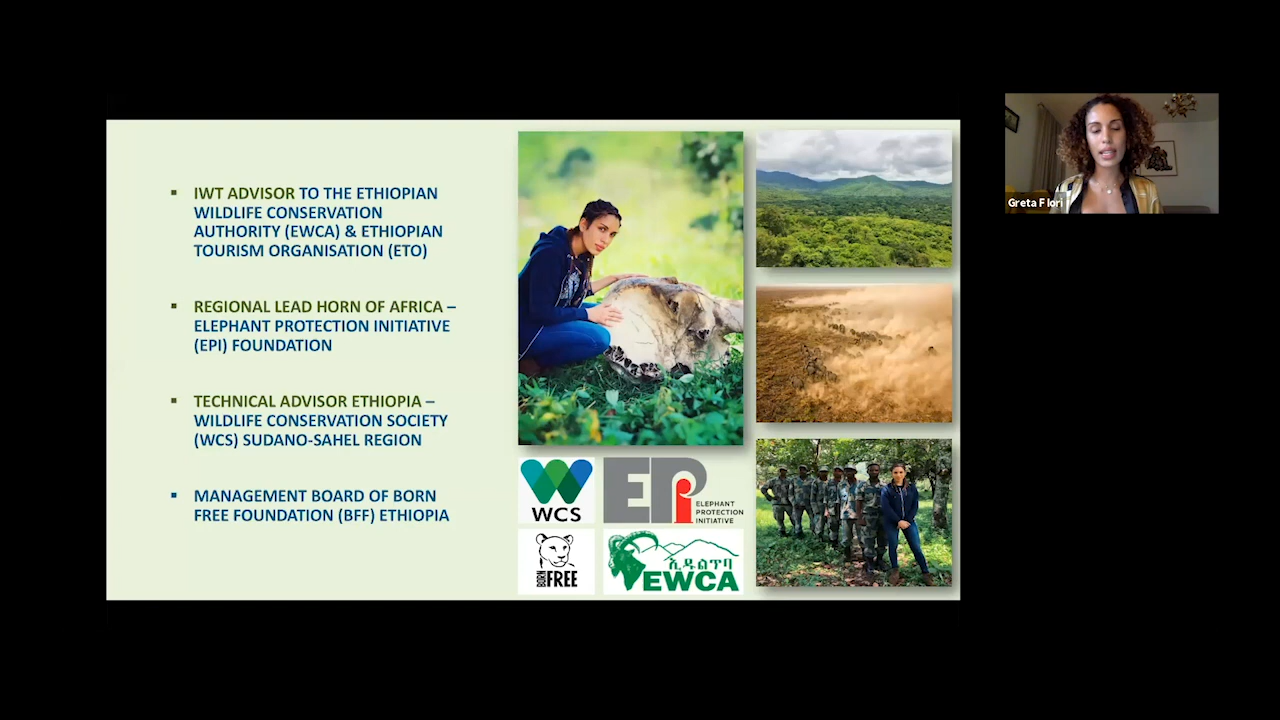 ▪ IWT ADVISOR TO THE ETHIOPIAN
WILDLIFE CONSERVATION
AUTHORITY (EWCA) & ETHIOPIAN
TOURISM ORGANISATION (ETO)
▪ REGIONAL LEAD HORN OF AFRICA –
ELEPHANT PROTECTION INITIATIVE
(EPI) FOUNDATION
▪ TECHNICAL ADVISOR ETHIOPIA –
WILDLIFE CONSERVATION SOCIETY
(WCS) SUDANO-SAHEL REGION
▪ MANAGEMENT BOARD OF BORN
FREE FOUNDATION (BFF) ETHIOPIA
WCS
EPi
ELEPHANT
PROTECTION
INITIATIVE
BORN
FREE
ኢዱልጥባ
EWCA
Greta F Iori